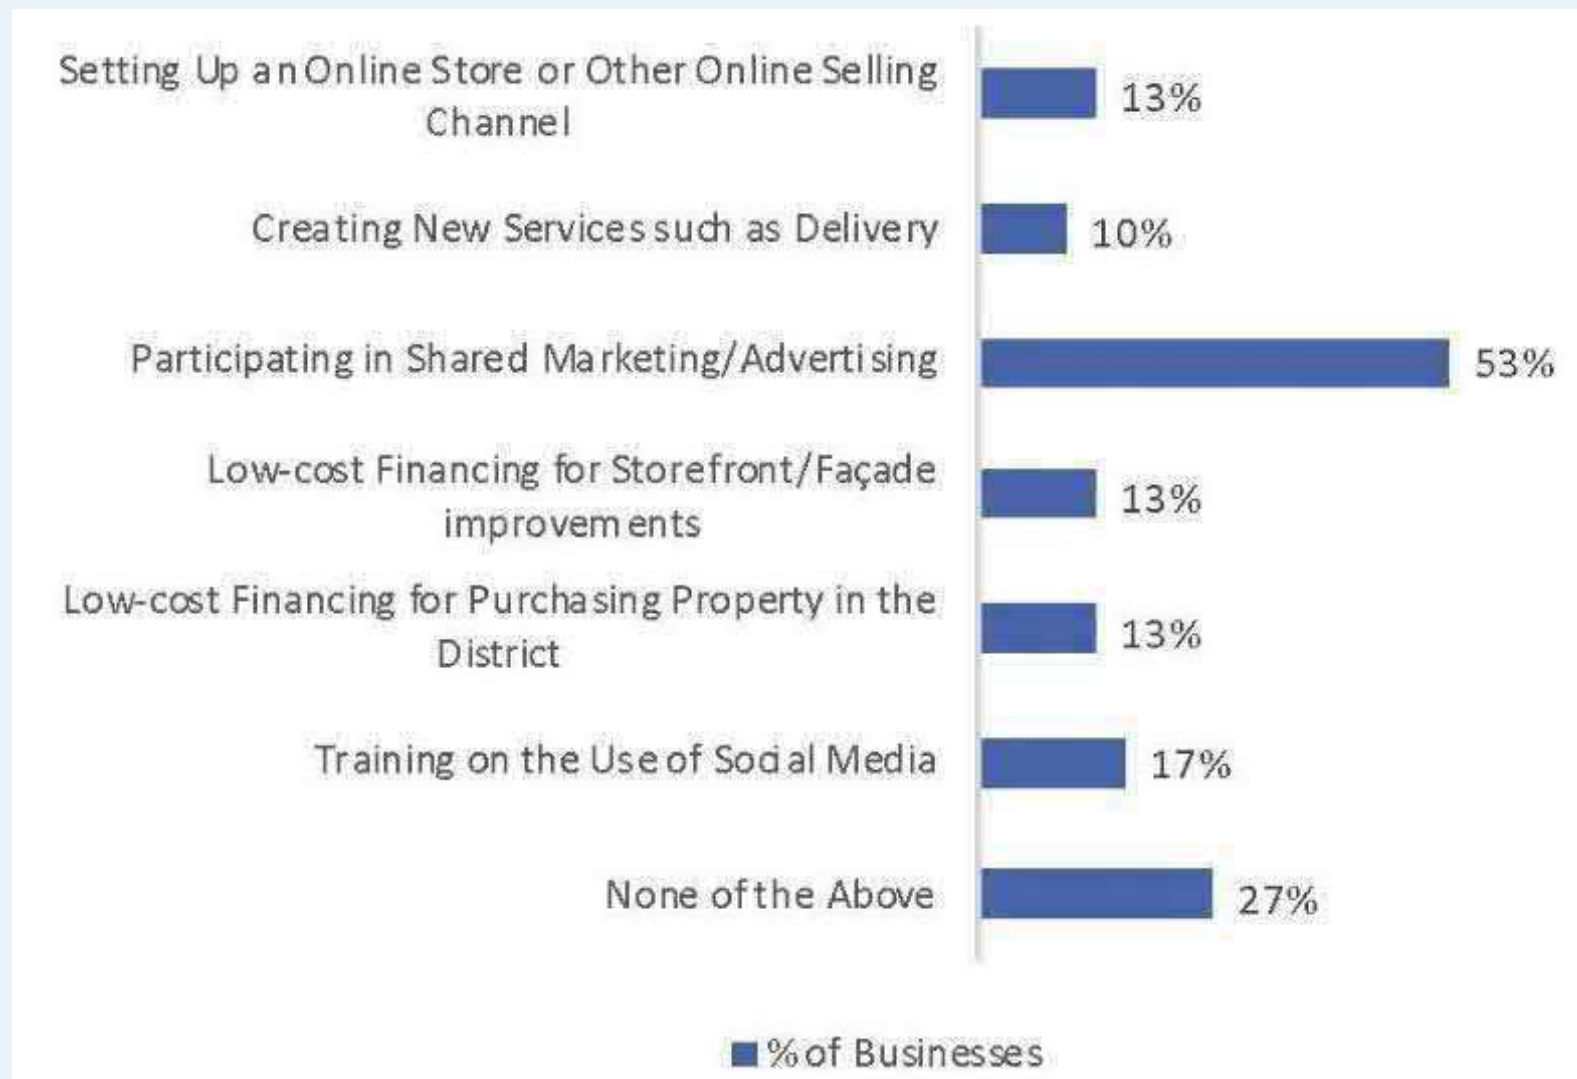 Setting Up an Online Store or Other Online Selling
Channel
13%
Creating New Services such as Delivery
10%
Participating in Shared Marketing/Advertising
53%
Low-cost Financing for Storefront/Façade
improvements
13%
Low-cost Financing for Purchasing Property in the
District
13%
Training on the Use of Social Media
17%
None of the Above
27%
% of Businesses